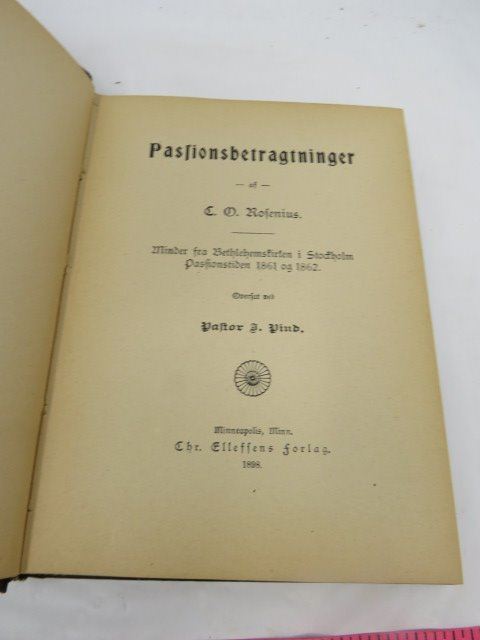 Pasſionsbetragtninger
— af —
C. O. Roſenius.
Minder fra Bethlehemskirken i Stockholm
Pasſionstiden 1861 og 1862.
Overſat ved
Paſtor J. Pind.
Minneapolis, Minn.
Chr. Ellefſens Forlag.
1898.